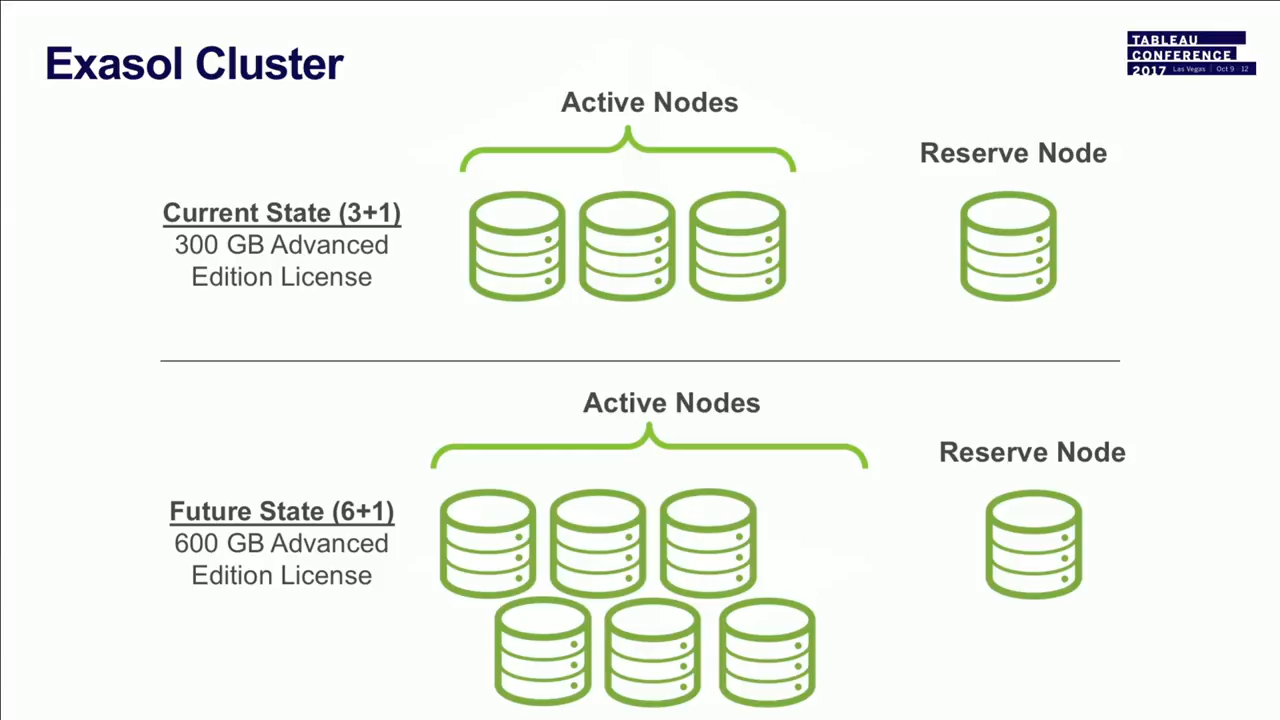 Exasol Cluster
TABLEAU
CONFERENCE
2017 Las Vegas | Oct 9 - 12
Active Nodes
Reserve Node
Current State (3+1)
300 GB Advanced
Edition License
Active Nodes
Reserve Node
Future State (6+1)
600 GB Advanced
Edition License